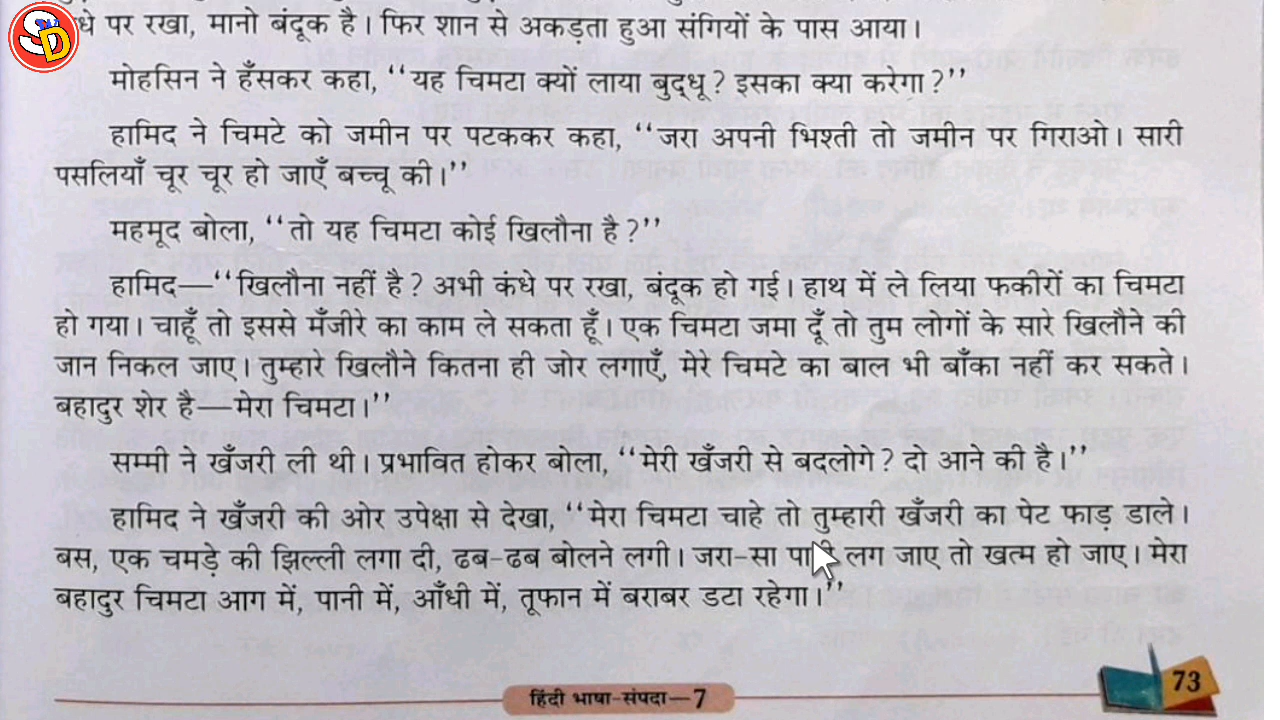 SD
धे पर रखा, मानो बंदूक है। फिर शान से अकड़ता हुआ संगियों के पास आया।
मोहसिन ने हँसकर कहा, ‘‘यह चिमटा क्यों लाया बुद्धू? इसका क्या करेगा?’’
हामिद ने चिमटे को जमीन पर पटककर कहा, ‘‘जरा अपनी भिश्ती तो जमीन पर गिराओ। सारी
पसलियाँ चूर चूर हो जाएँ बच्चू की।’’
महमूद बोला, ‘‘तो यह चिमटा कोई खिलौना है?’’
हामिद—‘‘खिलौना नहीं है? अभी कंधे पर रखा, बंदूक हो गई। हाथ में ले लिया फकीरों का चिमटा
हो गया। चाहूँ तो इससे मँजीरे का काम ले सकता हूँ। एक चिमटा जमा दूँ तो तुम लोगों के सारे खिलौने की
जान निकल जाए। तुम्हारे खिलौने कितना ही जोर लगाएँ, मेरे चिमटे का बाल भी बाँका नहीं कर सकते।
बहादुर शेर है—मेरा चिमटा।’’
सम्मी ने खँजरी ली थी। प्रभावित होकर बोला, ‘‘मेरी खँजरी से बदलोगे? दो आने की है।’’
हामिद ने खँजरी की ओर उपेक्षा से देखा, ‘‘मेरा चिमटा चाहे तो तुम्हारी खँजरी का पेट फाड़ डाले।
बस, एक चमड़े की झिल्ली लगा दी, ढब-ढब बोलने लगी। जरा-सा पानी लग जाए तो खत्म हो जाए। मेरा
बहादुर चिमटा आग में, पानी में, आँधी में, तूफान में बराबर डटा रहेगा।’’
हिंदी भाषा-संपदा—7
73